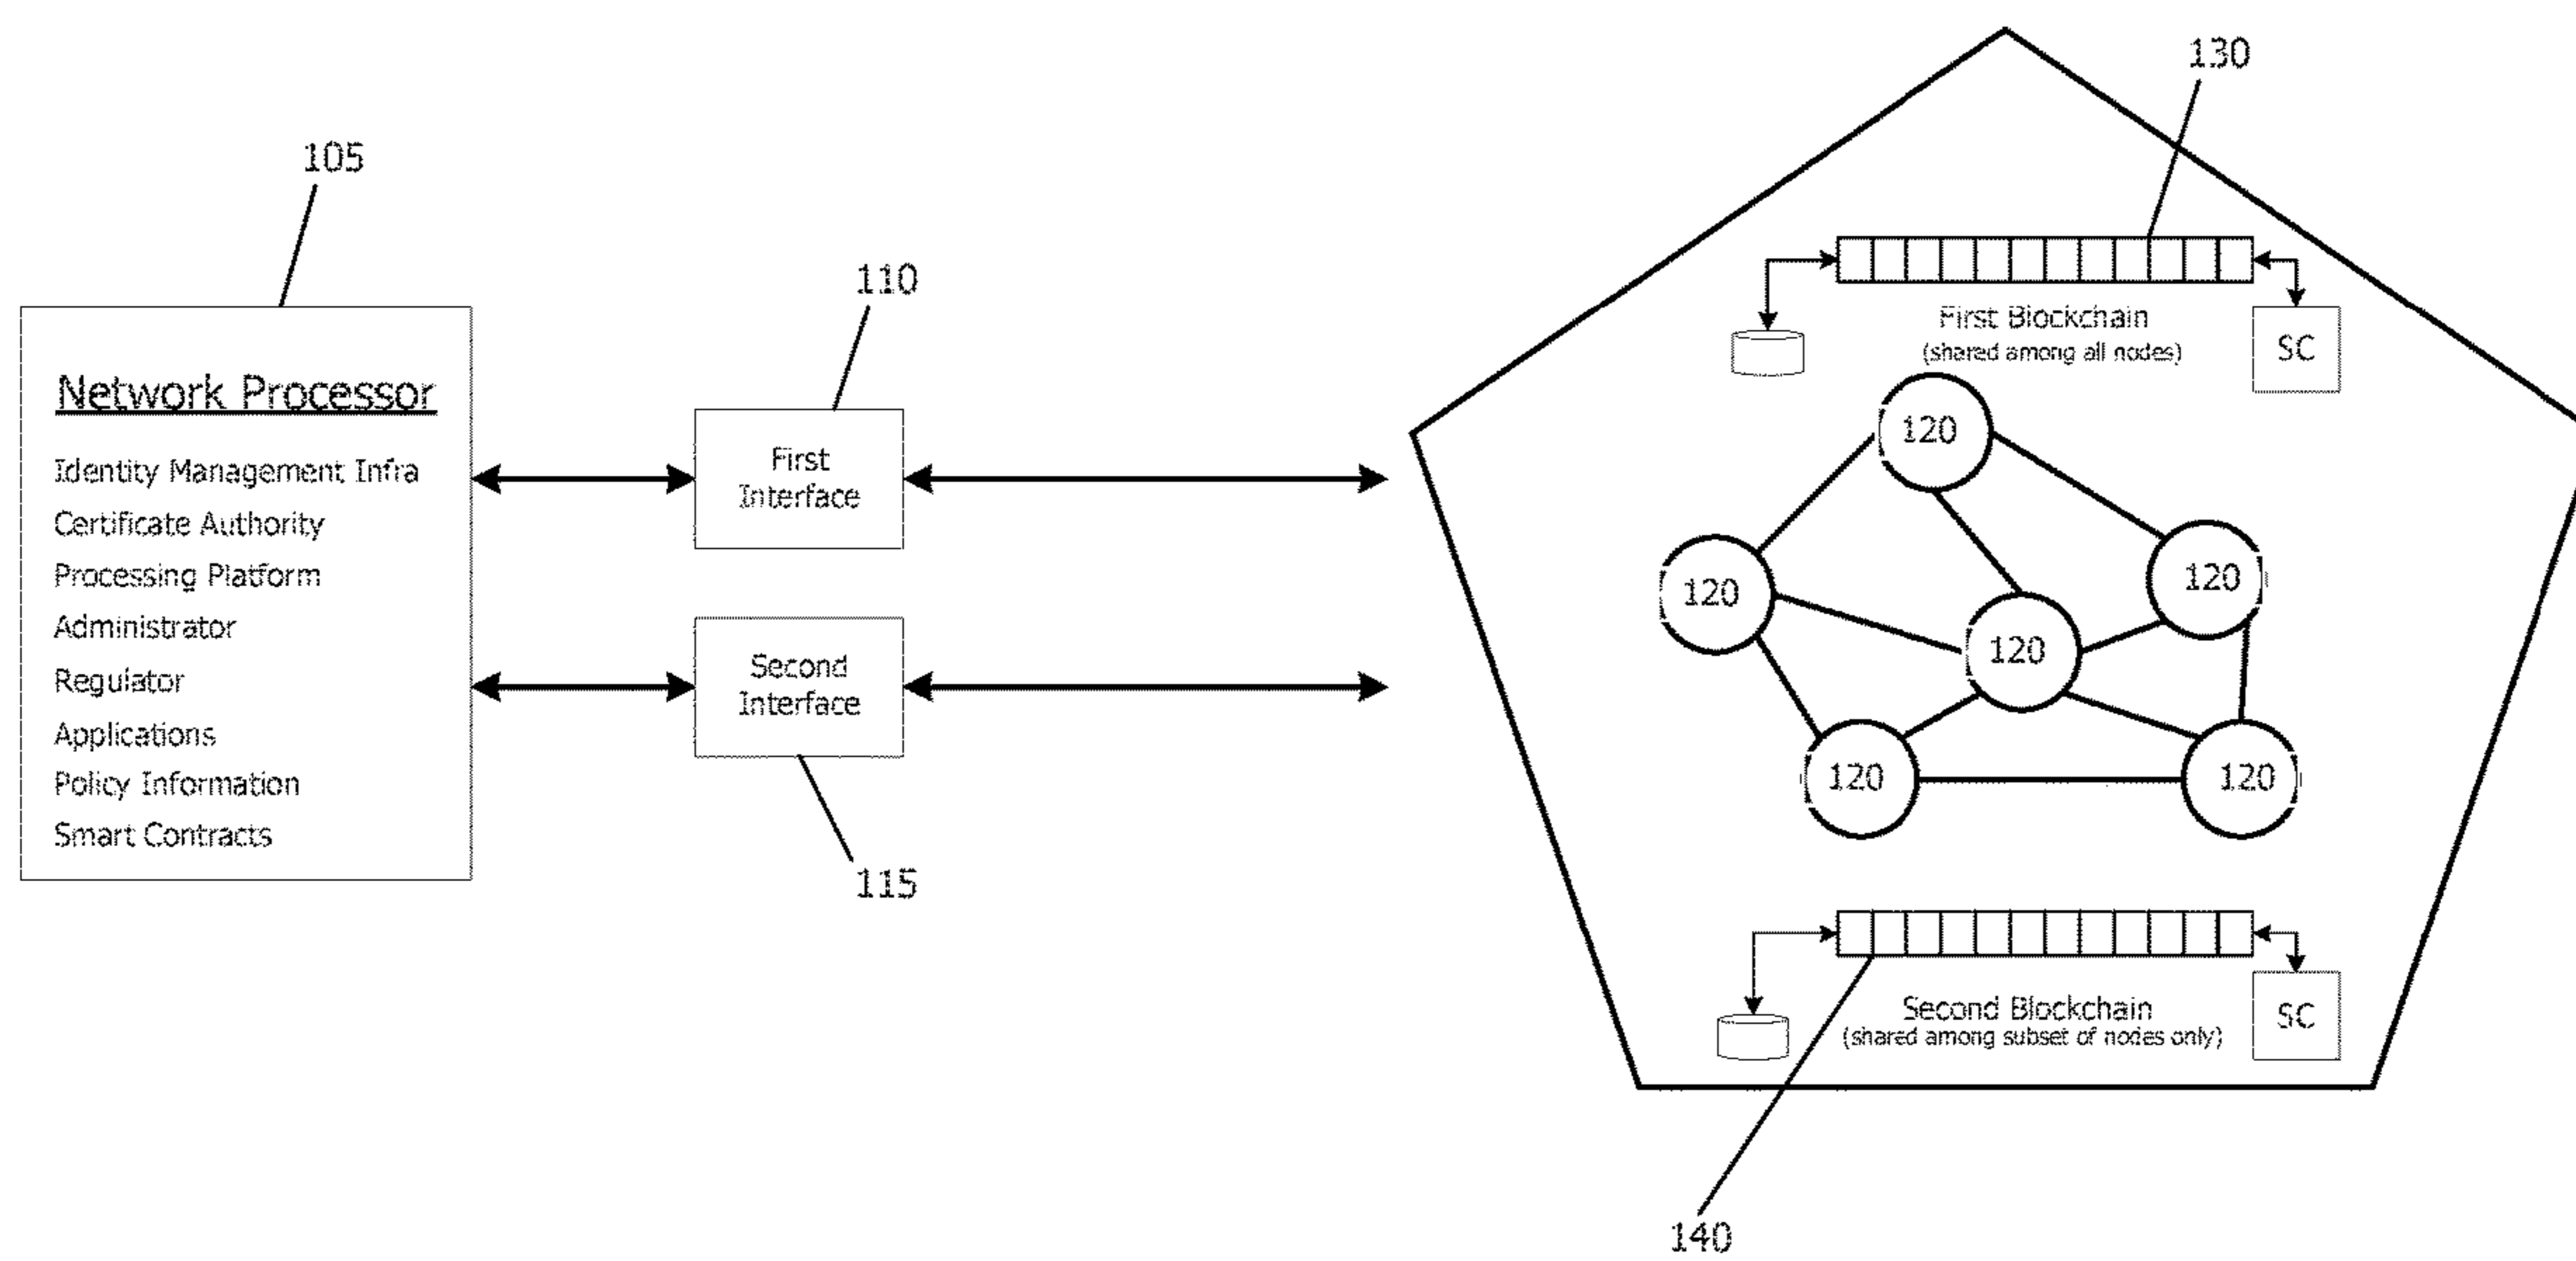 105
Network Processor
Identity Management Infra
Certificate Authority
Processing Platform
Administrator
Regulator
Applications
Policy Information
Smart Contracts
110
First
Interface
Second
Interface
115
130
First Blockchain
(shared among all nodes)
SC
120
120
120
120
120
120
Second Blockchain
(shared among subset of nodes only)
SC
140